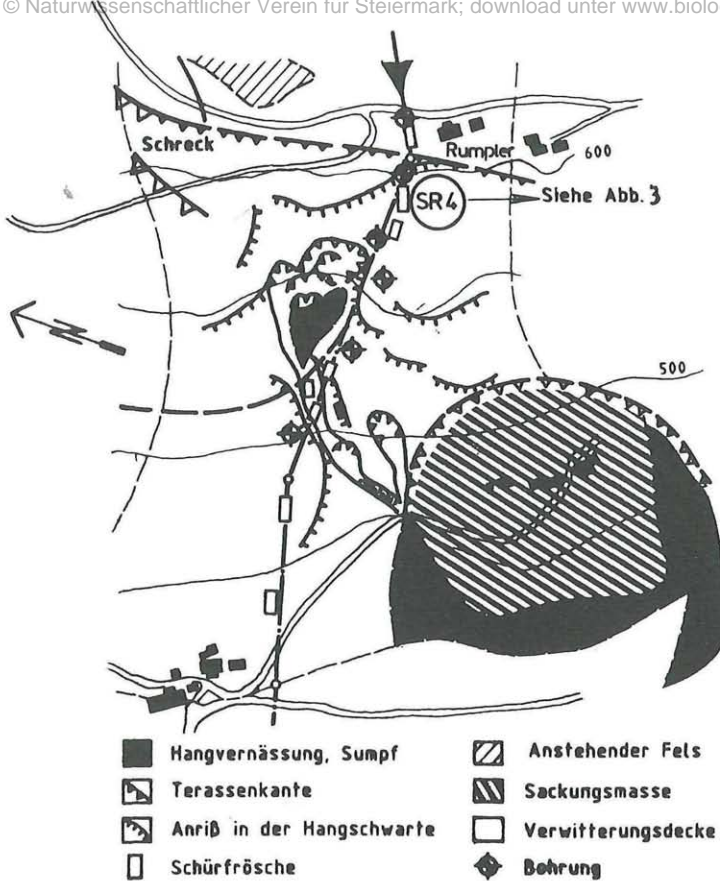 © Naturwissenschaftlicher Verein für Steiermark; download unter www.biolo
Schreck
Rumpler
600
SR4
Siehe Abb. 3
500
Hangvernässung, Sumpf
Terassenkante
Anriß in der Hangschwarte
Schürfrösche
Anstehender Fels
Sackungsmasse
Verwitterungsdecke
Bohrung